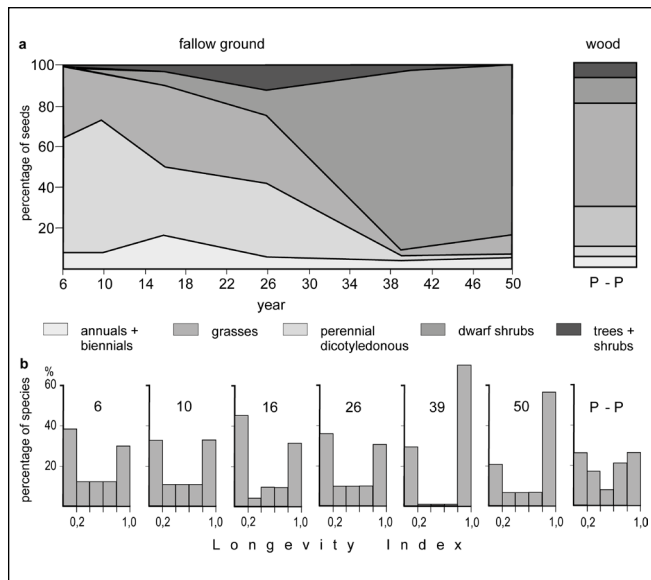 a fallow ground wood
percentage of seeds
100
80
60
40
20
6 10 14 18 22 26 30 34 38 42 46 50
year
P - P
annuals + biennials
grasses
perennial dicotyledonous
dwarf shrubs
trees + shrubs
b
percentage of species
%
60
40
20
6 10 16 26 39 50 P - P
0,2 1,0 0,2 1,0 0,2 1,0 0,2 1,0 0,2 1,0 0,2 1,0 0,2 1,0
Longevity Index